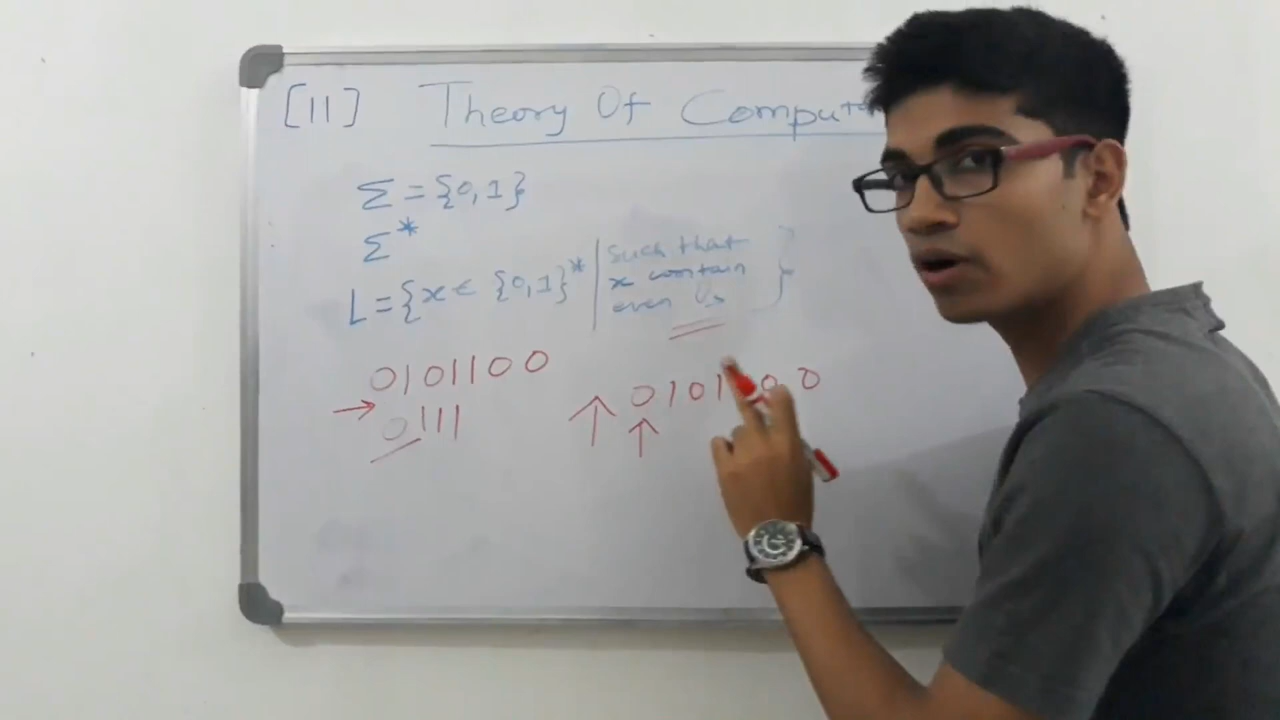 [11] Theory Of Comput
Σ = {0,1}
Σ*
L = {x ∈ {0,1}* | such that
x contain
even 0s }
0101100
0111
0101 00